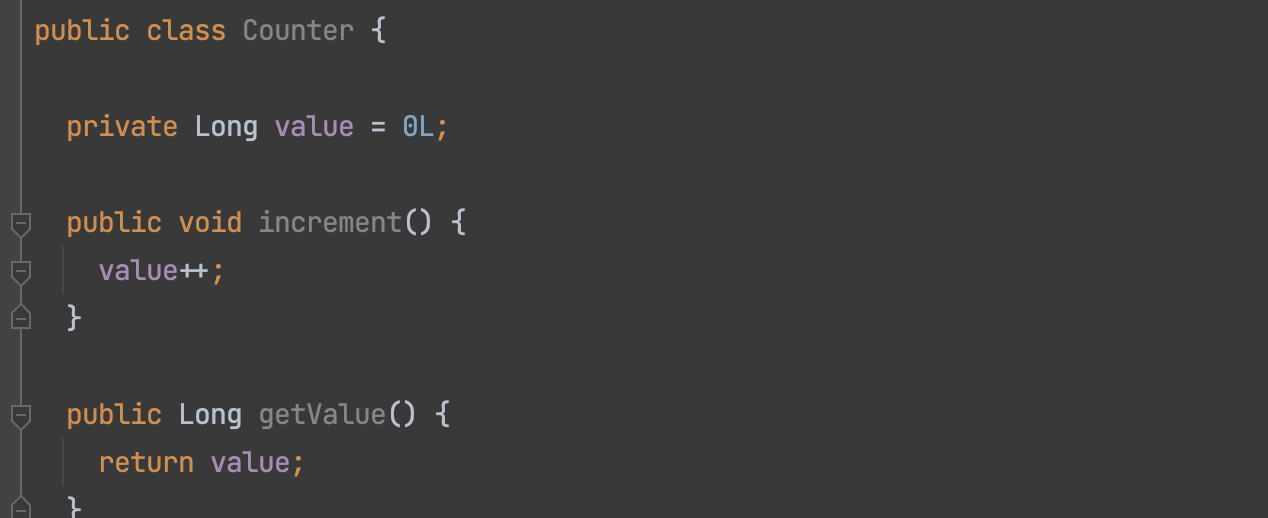 public class Counter {
private Long value = 0L;
public void increment() {
value++;
}
public Long getValue() {
return value;
}